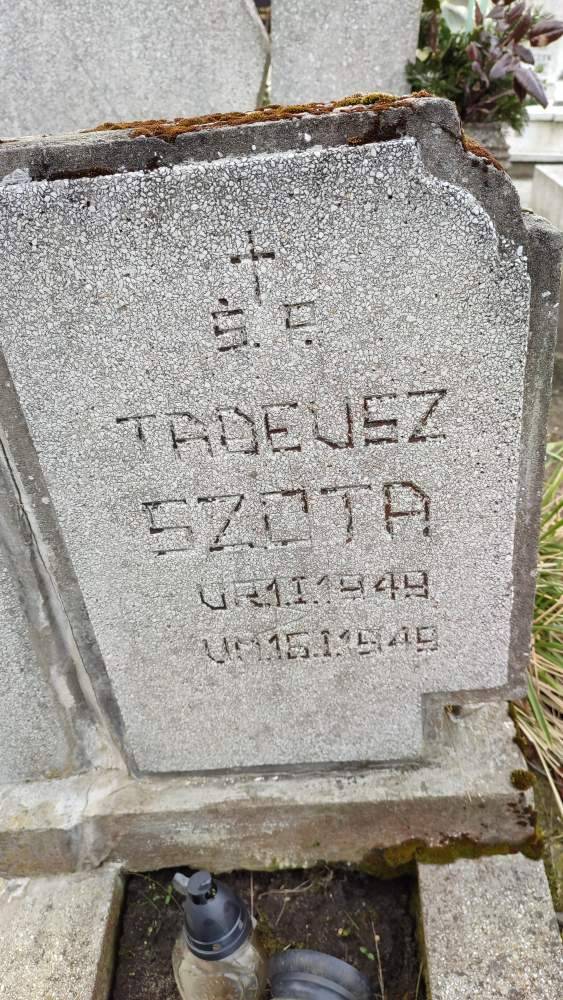 Ś. P.
TADEUSZ
SZOTA
UR.1.I.1949
UM.16.I.1949